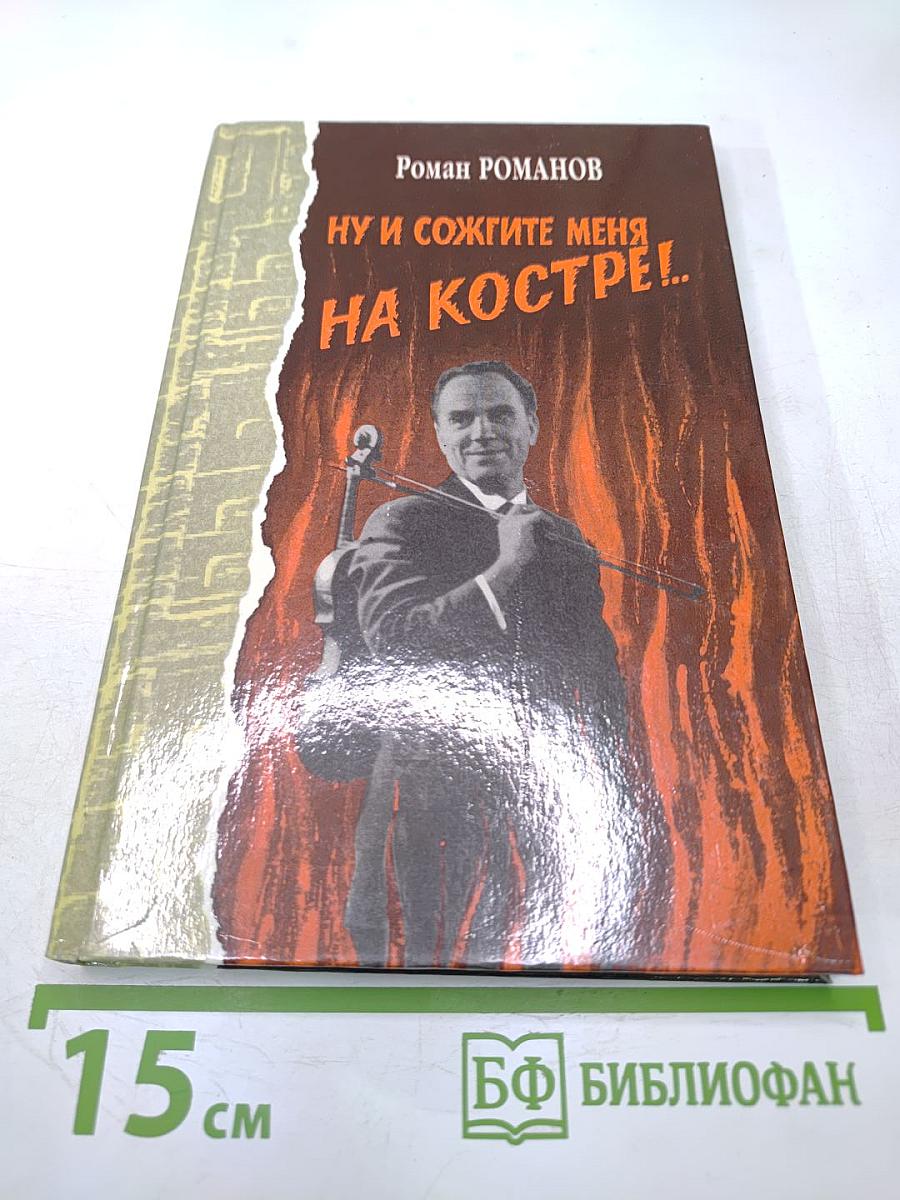 Роман РОМАНОВ
НУ И СОЖГИТЕ МЕНЯ
НА КОСТРЕ!..
15 см
БФ БИБЛИОФАН